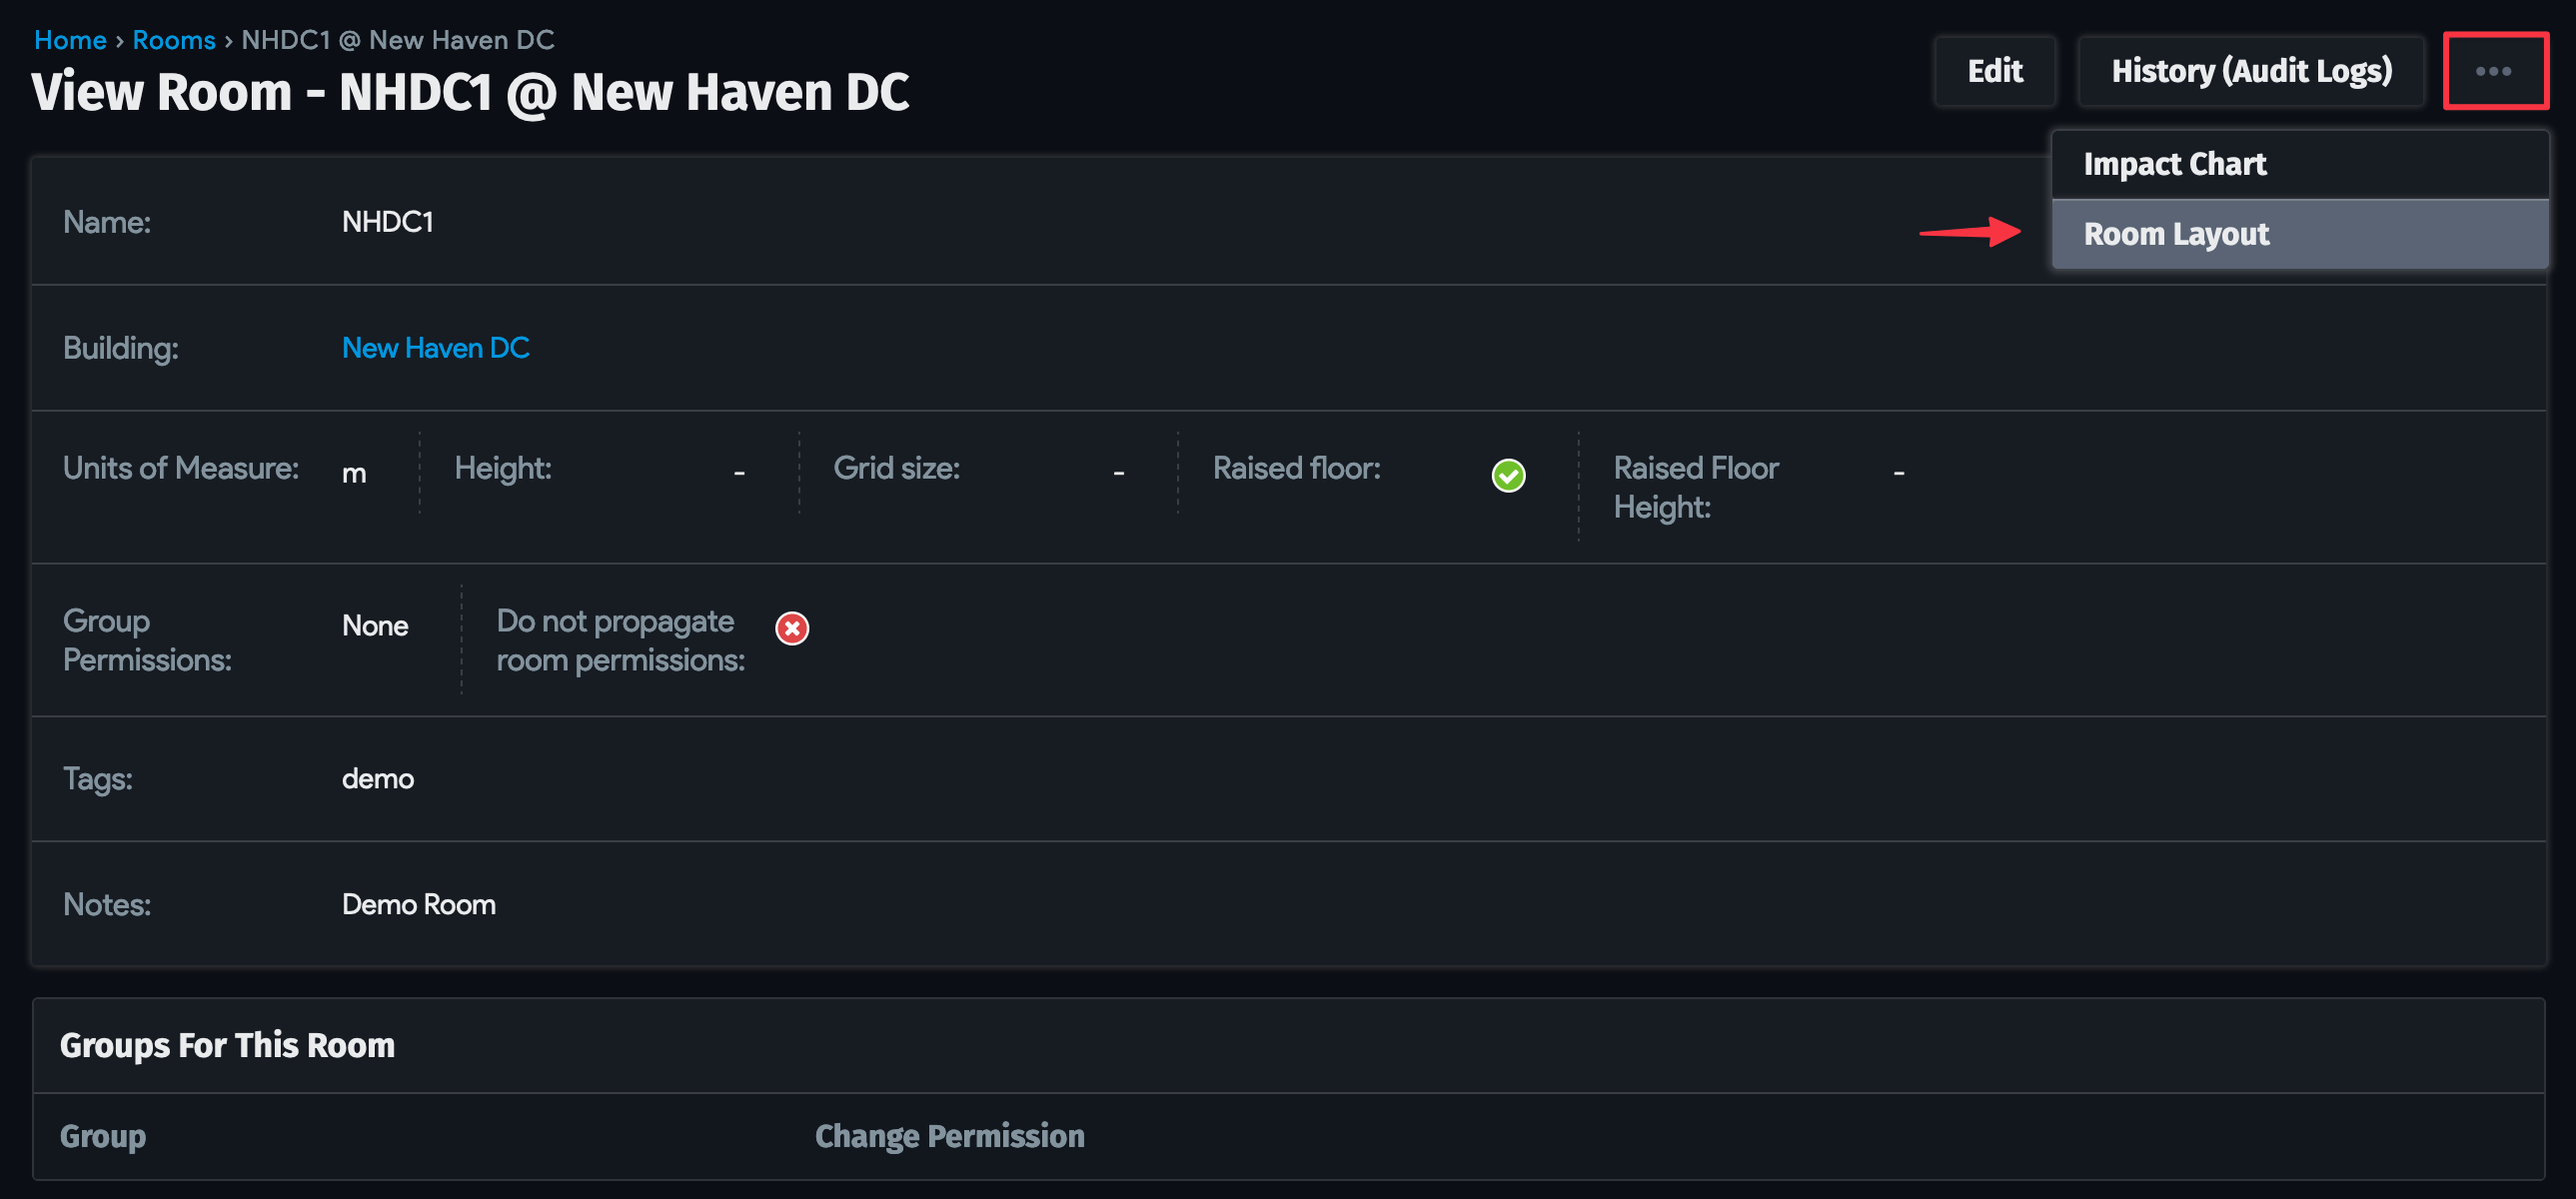 Home › Rooms › NHDC1 @ New Haven DC
View Room - NHDC1 @ New Haven DC
Edit
History (Audit Logs)
•••
Impact Chart
Room Layout
Name: NHDC1
Building: New Haven DC
Units of Measure: m
Height: -
Grid size: -
Raised floor:
Raised Floor
Height: -
Group
Permissions: None
Do not propagate
room permissions:
Tags: demo
Notes: Demo Room
Groups For This Room
Group Change Permission